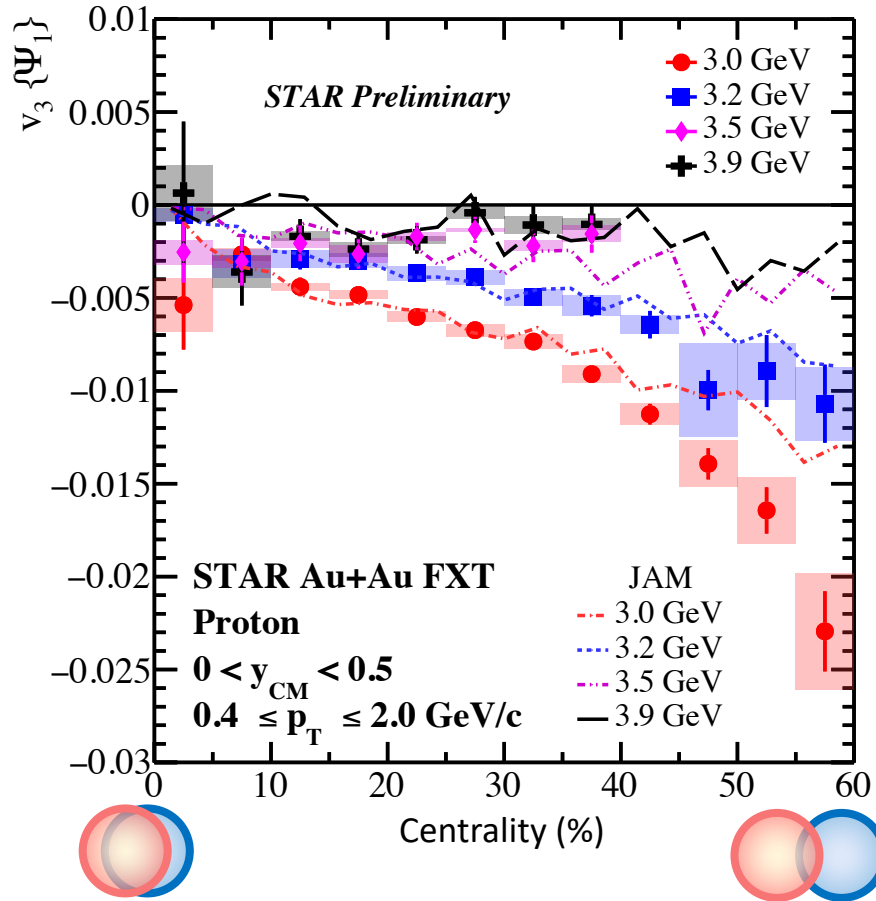 v₃ {Ψ₁}
0.01
0.005
0
−0.005
−0.01
−0.015
−0.02
−0.025
−0.03
STAR Preliminary
3.0 GeV
3.2 GeV
3.5 GeV
3.9 GeV
STAR Au+Au FXT
Proton
0 < y_CM < 0.5
0.4 ≤ p_T ≤ 2.0 GeV/c
JAM
3.0 GeV
3.2 GeV
3.5 GeV
3.9 GeV
0 10 20 30 40 50 60
Centrality (%)